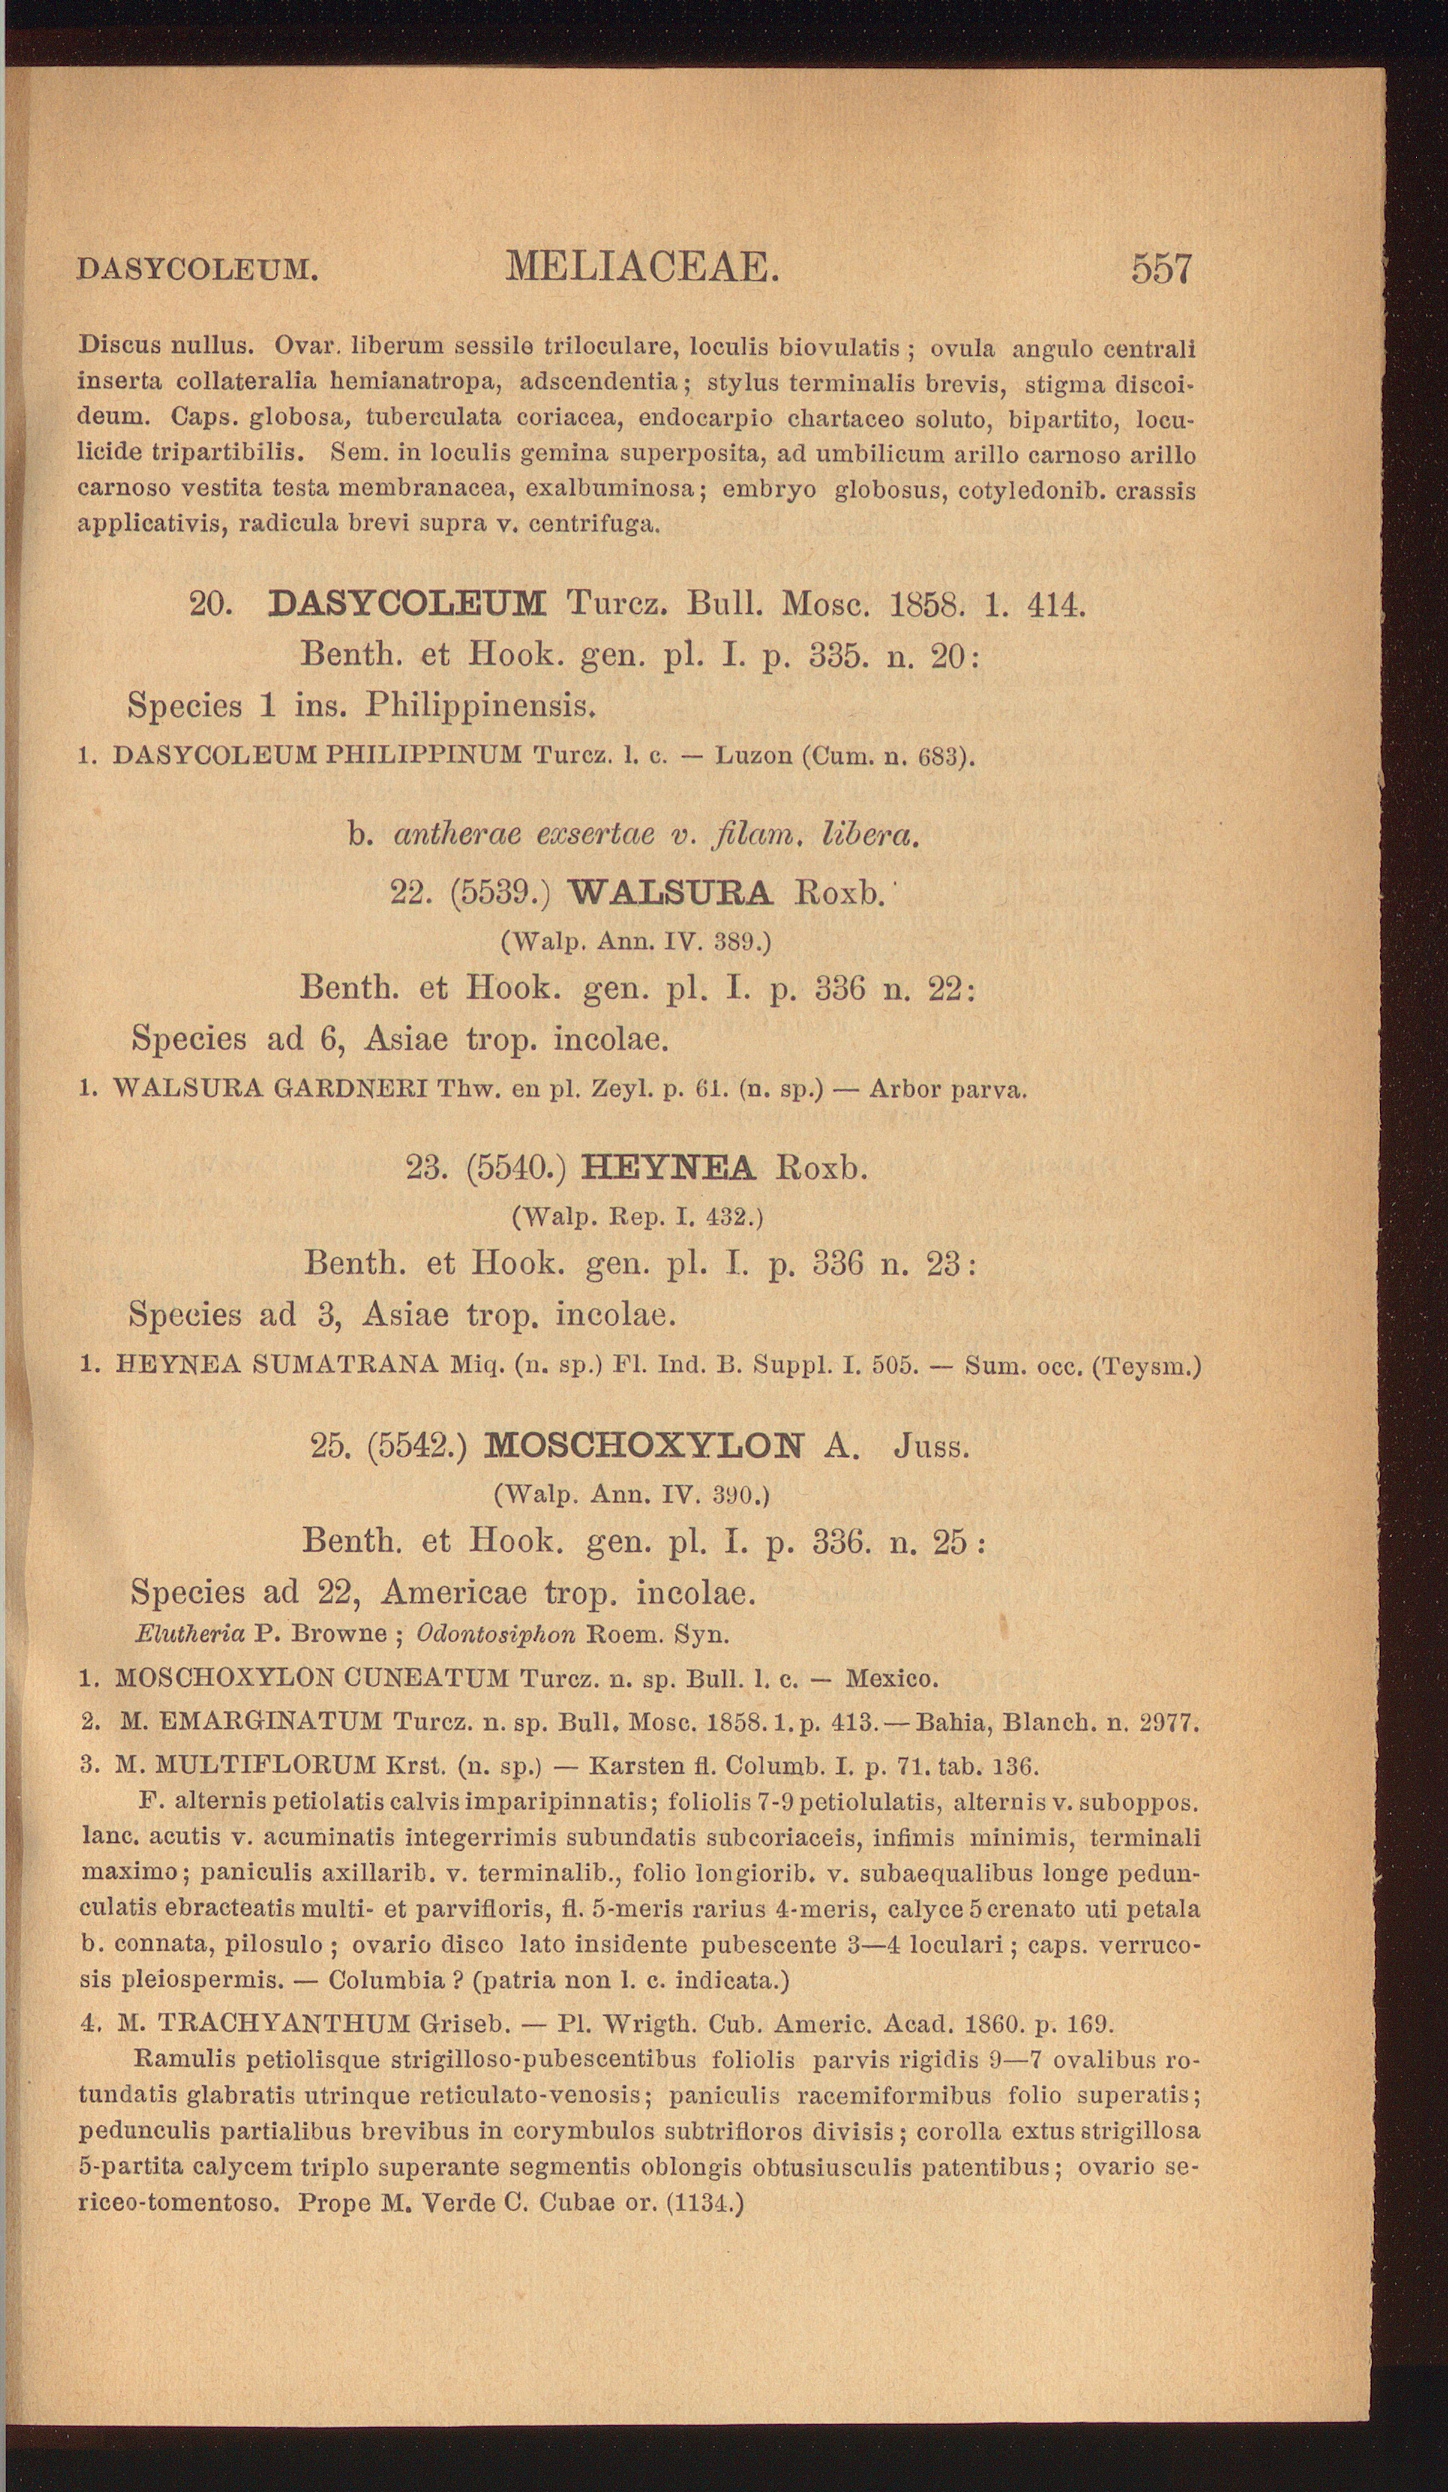 DASYCOLEUM. MELIACEAE. 557
Discus nullus. Ovar. liberum sessile triloculare, loculis biovulatis; ovula angulo centrali
inserta collateralia hemianatropa, adscendentia; stylus terminalis brevis, stigma discoi-
deum. Caps. globosa, tuberculata coriacea, endocarpio chartaceo soluto, bipartito, locu-
licide tripartibilis. Sem. in loculis gemina superposita, ad umbilicum arillo carnoso arillo
carnoso vestita testa membranacea, exalbuminosa; embryo globosus, cotyledonib. crassis
applicativis, radicula brevi supra v. centrifuga.
20. DASYCOLEUM Turcz. Bull. Mosc. 1858. 1. 414.
Benth. et Hook. gen. pl. I. p. 335. n. 20:
Species 1 ins. Philippinensis.
1. DASYCOLEUM PHILIPPINUM Turcz. l. c. — Luzon (Cum. n. 683).
b. antherae exsertae v. filam. libera.
22. (5539.) WALSURA Roxb.
(Walp. Ann. IV. 389.)
Benth. et Hook. gen. pl. I. p. 336 n. 22:
Species ad 6, Asiae trop. incolae.
1. WALSURA GARDNERI Thw. en pl. Zeyl. p. 61. (n. sp.) — Arbor parva.
23. (5540.) HEYNEA Roxb.
(Walp. Rep. I. 432.)
Benth. et Hook. gen. pl. I. p. 336 n. 23:
Species ad 3, Asiae trop. incolae.
1. HEYNEA SUMATRANA Miq. (n. sp.) Fl. Ind. B. Suppl. I. 505. — Sum. occ. (Teysm.)
25. (5542.) MOSCHOXYLON A. Juss.
(Walp. Ann. IV. 390.)
Benth. et Hook. gen. pl. I. p. 336. n. 25:
Species ad 22, Americae trop. incolae.
Elutheria P. Browne; Odontosiphon Roem. Syn.
1. MOSCHOXYLON CUNEATUM Turcz. n. sp. Bull. l. c. — Mexico.
2. M. EMARGINATUM Turcz. n. sp. Bull. Mosc. 1858. 1. p. 413. — Bahia, Blanch. n. 2977.
3. M. MULTIFLORUM Krst. (n. sp.) — Karsten fl. Columb. I. p. 71. tab. 136.
F. alternis petiolatis calvis imparipinnatis; foliolis 7-9 petiolulatis, alternis v. suboppos.
lanc. acutis v. acuminatis integerrimis subundatis subcoriaceis, infimis minimis, terminali
maximo; paniculis axillarib. v. terminalib., folio longiorib. v. subaequalibus longe pedun-
culatis ebracteatis multi- et parvifloris, fl. 5-meris rarius 4-meris, calyce 5 crenato uti petala
b. connata, pilosulo; ovario disco lato insidente pubescente 3—4 loculari; caps. verruco-
sis pleiospermis. — Columbia? (patria non l. c. indicata.)
4. M. TRACHYANTHUM Griseb. — Pl. Wrigth. Cub. Americ. Acad. 1860. p. 169.
Ramulis petiolisque strigilloso-pubescentibus foliolis parvis rigidis 9—7 ovalibus ro-
tundatis glabratis utrinque reticulato-venosis; paniculis racemiformibus folio superatis;
pedunculis partialibus brevibus in corymbulos subtrifloros divisis; corolla extus strigillosa
5-partita calycem triplo superante segmentis oblongis obtusiusculis patentibus; ovario se-
riceo-tomentoso. Prope M. Verde C. Cubae or. (1134.)